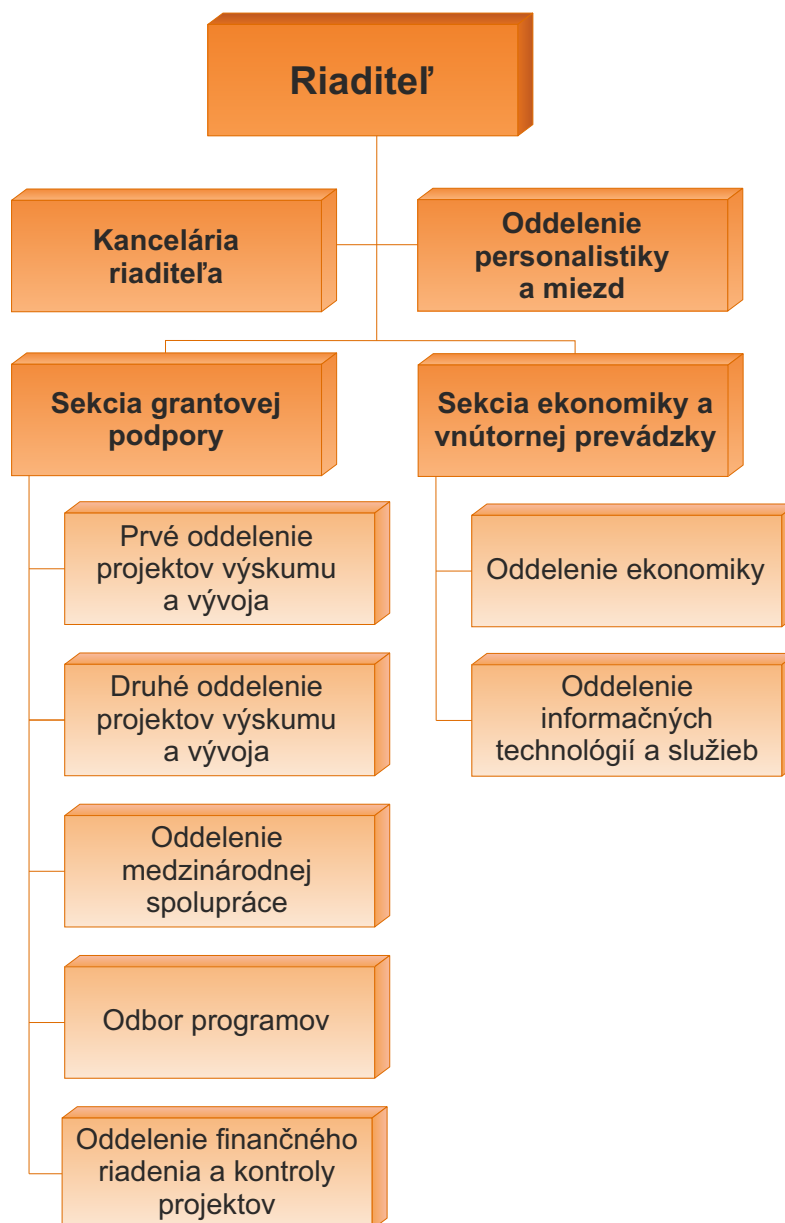 Riaditeľ
Kancelária
riaditeľa
Oddelenie
personalistiky
a miezd
Sekcia grantovej
podpory
Sekcia ekonomiky a
vnútornej prevádzky
Prvé oddelenie
projektov výskumu
a vývoja
Druhé oddelenie
projektov výskumu
a vývoja
Oddelenie
medzinárodnej
spolupráce
Odbor programov
Oddelenie finančného
riadenia a kontroly
projektov
Oddelenie ekonomiky
Oddelenie
informačných
technológií a služieb